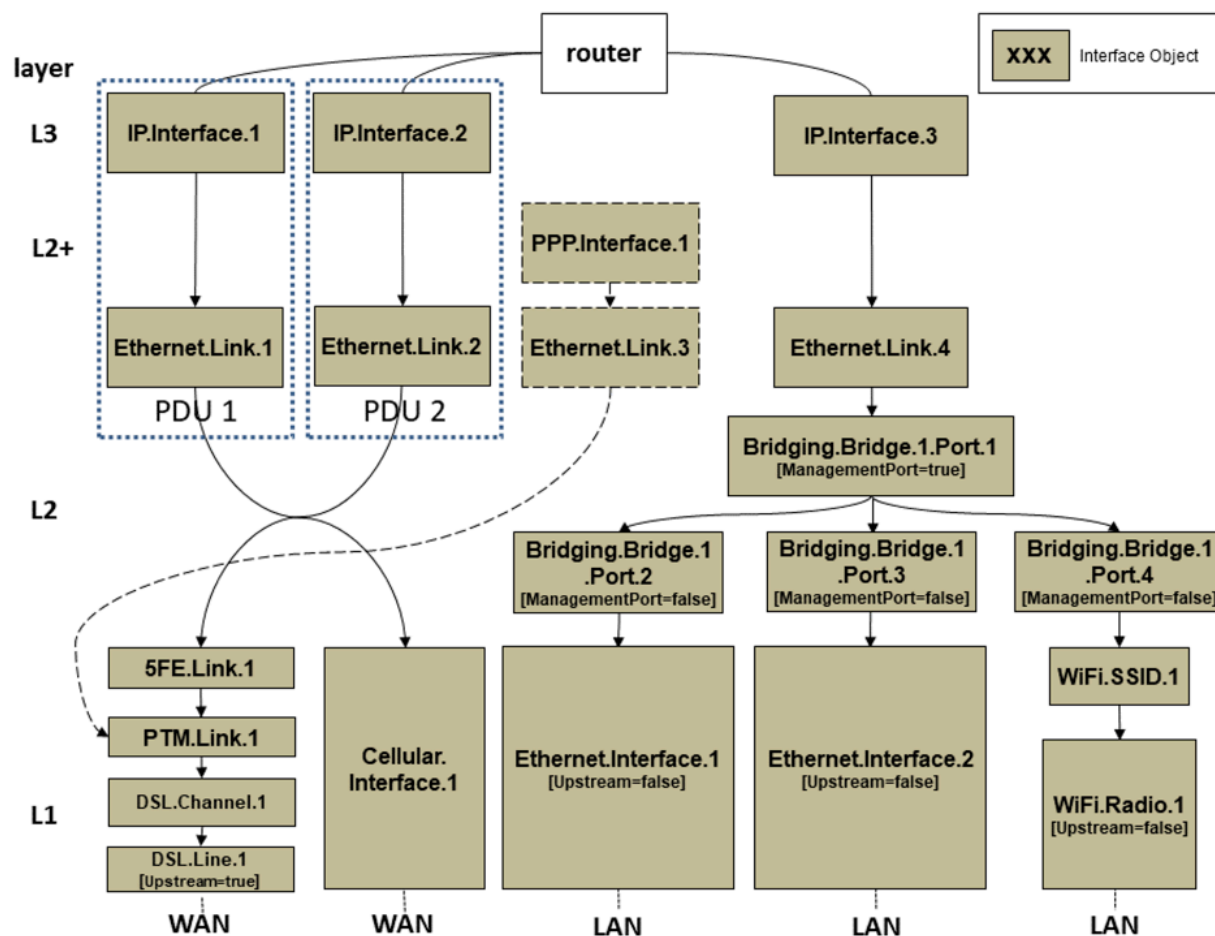 router
XXX
Interface Object
layer
L3
IP.Interface.1
IP.Interface.2
IP.Interface.3
L2+
PPP.Interface.1
Ethernet.Link.1
Ethernet.Link.2
Ethernet.Link.3
Ethernet.Link.4
PDU 1
PDU 2
Bridging.Bridge.1.Port.1
[ManagementPort=true]
L2
Bridging.Bridge.1
.Port.2
[ManagementPort=false]
Bridging.Bridge.1
.Port.3
[ManagementPort=false]
Bridging.Bridge.1
.Port.4
[ManagementPort=false]
5FE.Link.1
PTM.Link.1
Cellular.
Interface.1
Ethernet.Interface.1
[Upstream=false]
Ethernet.Interface.2
[Upstream=false]
WiFi.SSID.1
WiFi.Radio.1
[Upstream=false]
L1
DSL.Channel.1
DSL.Line.1
[Upstream=true]
WAN
WAN
LAN
LAN
LAN